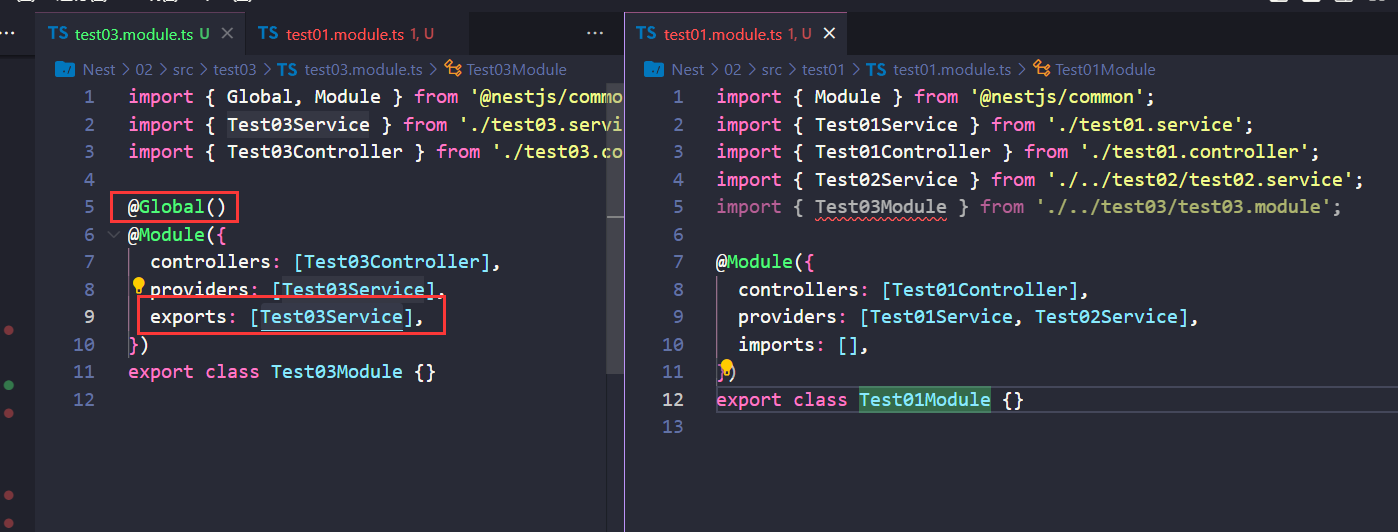 TS test03.module.ts U × TS test01.module.ts 1, U ···
Nest > 02 > src > test03 > TS test03.module.ts > Test03Module
1 import { Global, Module } from '@nestjs/commo
2 import { Test03Service } from './test03.servi
3 import { Test03Controller } from './test03.co
4
5 @Global()
6 @Module({
7 controllers: [Test03Controller],
8 providers: [Test03Service],
9 exports: [Test03Service],
10 })
11 export class Test03Module {}
12
TS test01.module.ts 1, U ×
Nest > 02 > src > test01 > TS test01.module.ts > Test01Module
1 import { Module } from '@nestjs/common';
2 import { Test01Service } from './test01.service';
3 import { Test01Controller } from './test01.controller';
4 import { Test02Service } from './../test02/test02.service';
5 import { Test03Module } from './../test03/test03.module';
6
7 @Module({
8 controllers: [Test01Controller],
9 providers: [Test01Service, Test02Service],
10 imports: [],
11 })
12 export class Test01Module {}
13